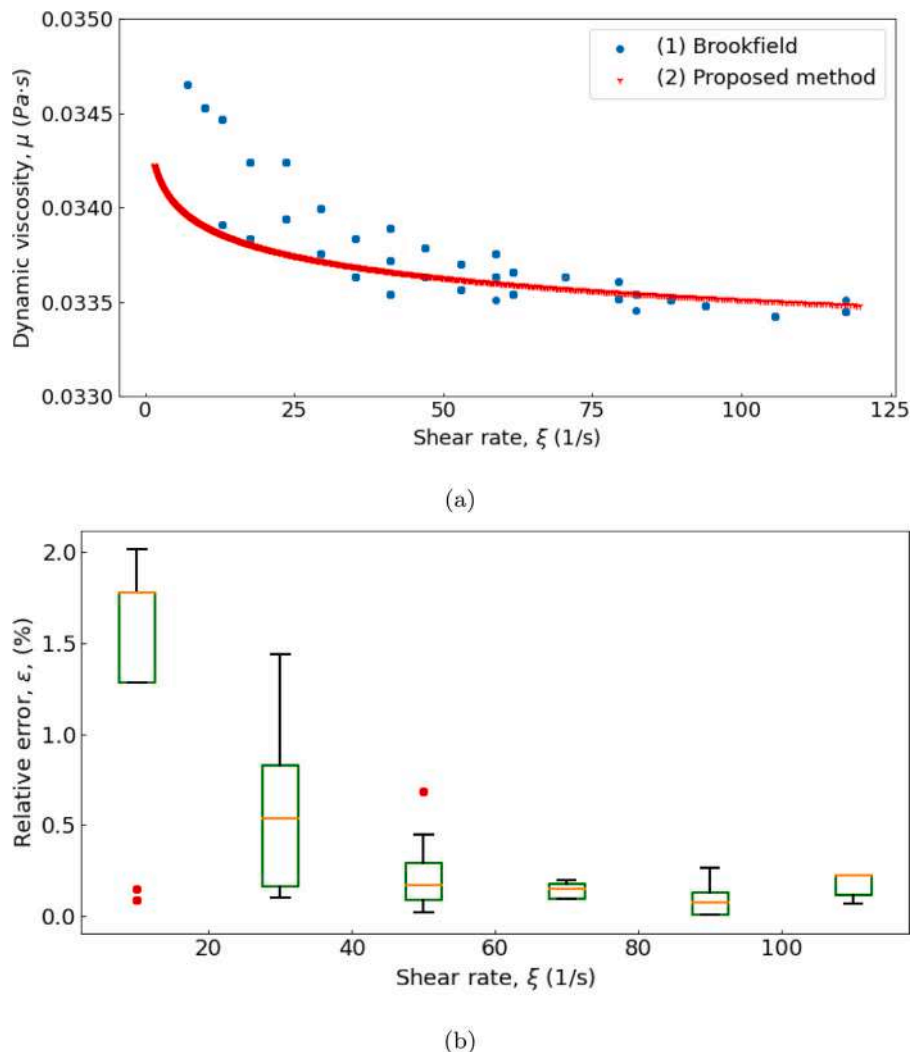 0.0350
0.0345
0.0340
0.0335
0.0330
Dynamic viscosity, μ (Pa·s)
(1) Brookfield
(2) Proposed method
0 25 50 75 100 125
Shear rate, ξ (1/s)
(a)
2.0
1.5
1.0
0.5
0.0
Relative error, ε, (%)
20 40 60 80 100
Shear rate, ξ (1/s)
(b)